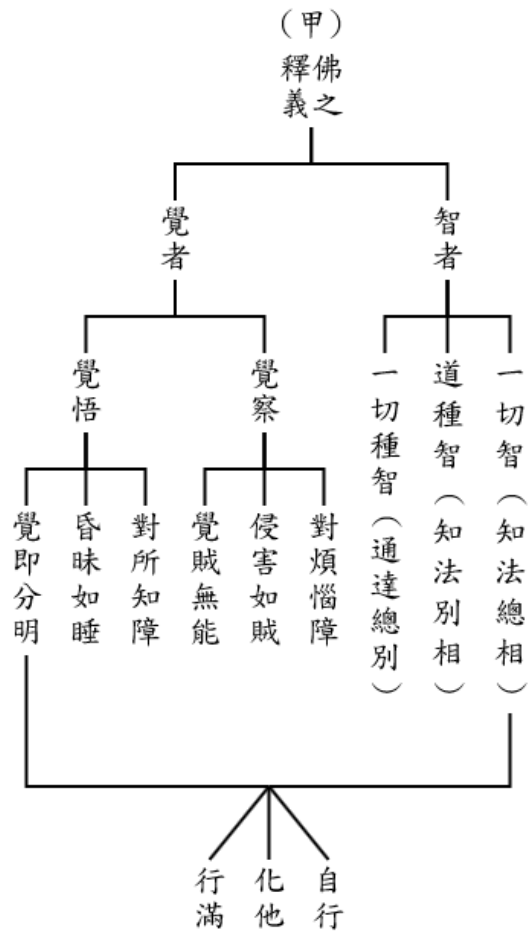 （甲）
佛之
釋義
智者
覺者
一切智（知法總相）
道種智（知法別相）
一切種智（通達總別）
覺察
覺悟
對煩惱障
侵害如賊
覺賊無能
對所知障
昏昧如睡
覺即分明
自行
化他
行滿